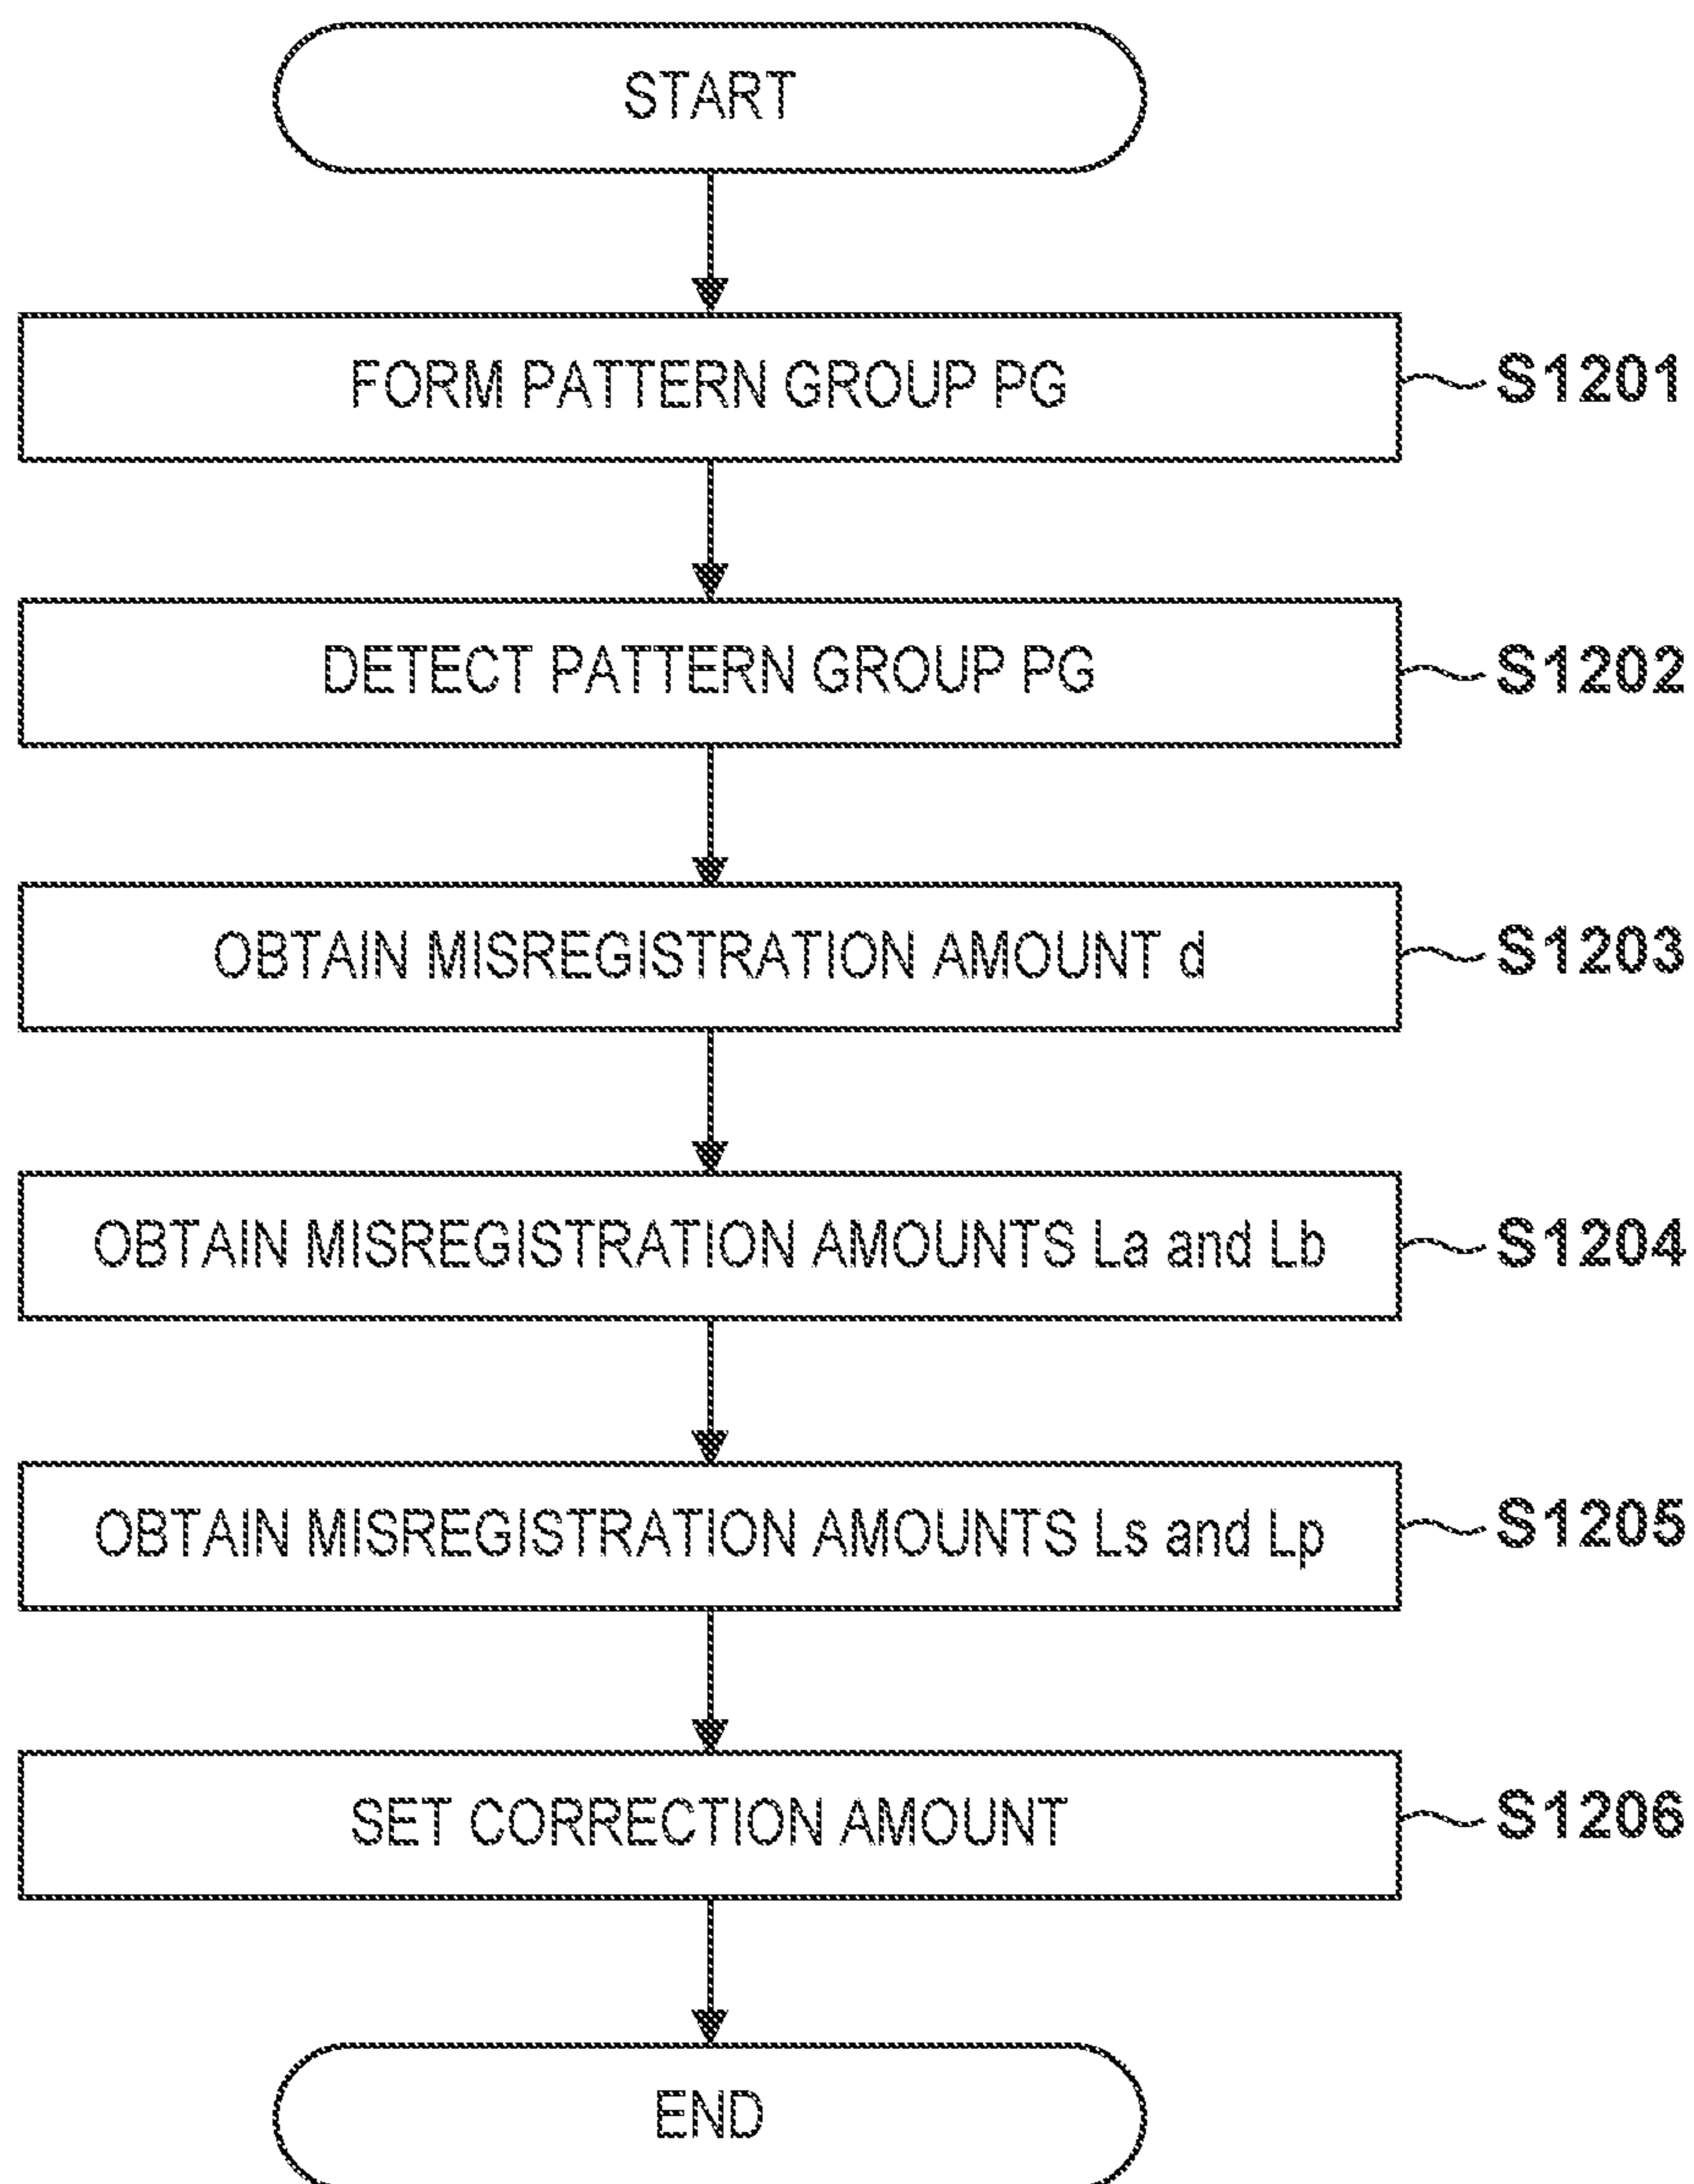 START
FORM PATTERN GROUP PG
S1201
DETECT PATTERN GROUP PG
S1202
OBTAIN MISREGISTRATION AMOUNT d
S1203
OBTAIN MISREGISTRATION AMOUNTS La and Lb
S1204
OBTAIN MISREGISTRATION AMOUNTS Ls and Lp
S1205
SET CORRECTION AMOUNT
S1206
END